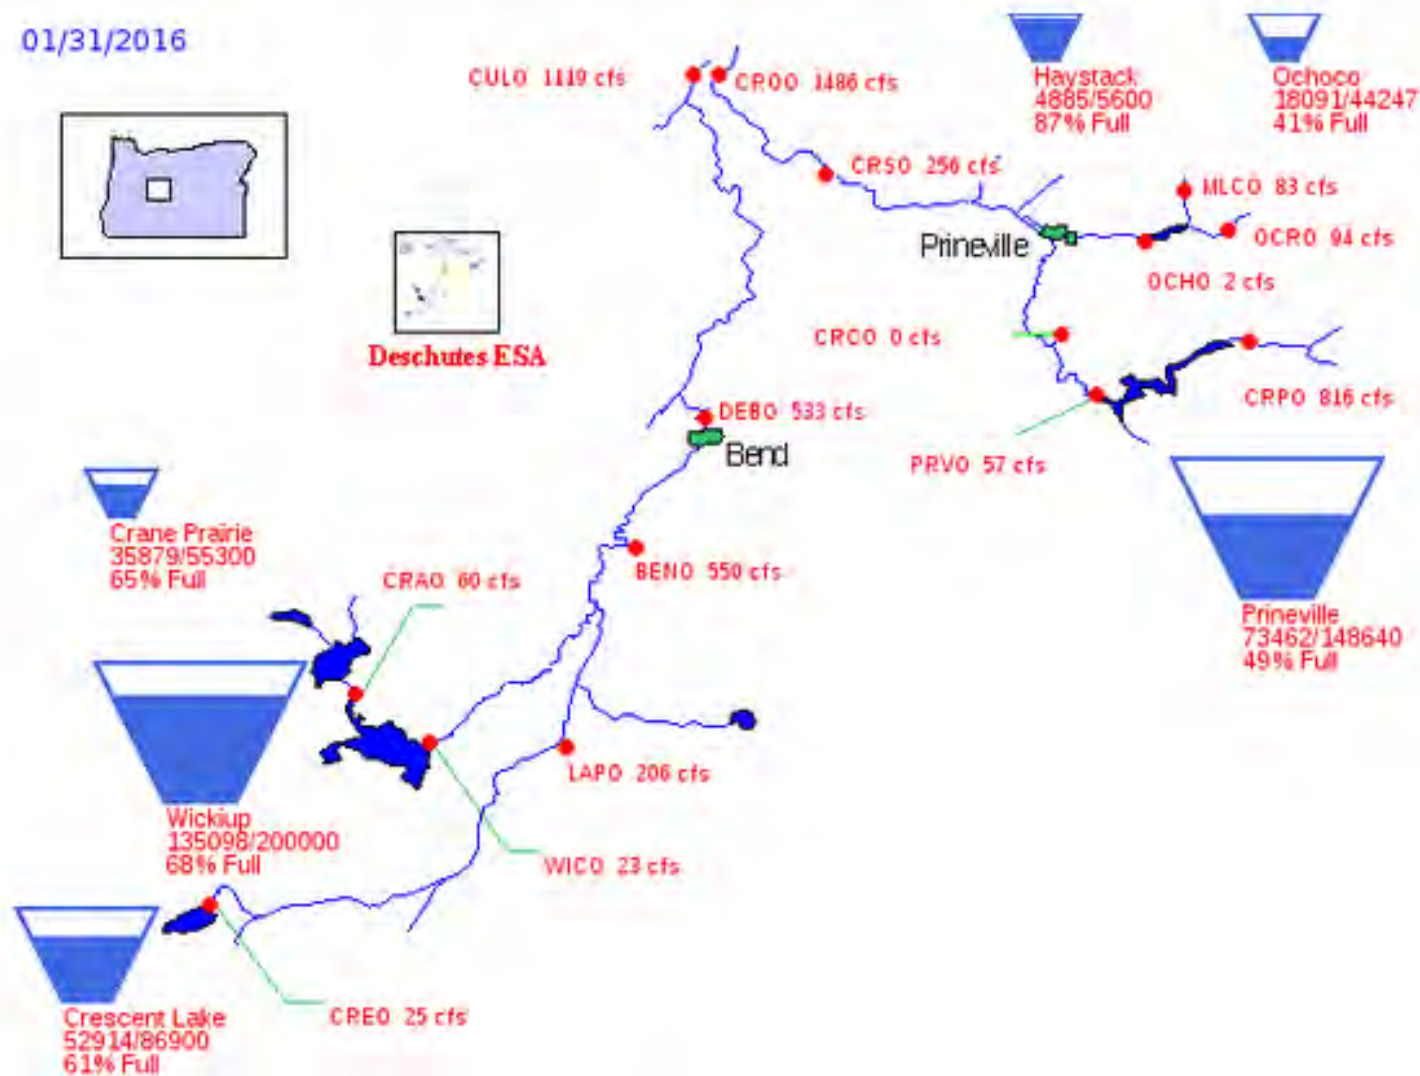 01/31/2016
CULO 1119 cfs
CROO 1486 cfs
Haystack
4885/5600
87% Full
Ochoco
18091/44247
41% Full
CRSO 256 cfs
MLCO 83 cfs
Prineville
OCRO 94 cfs
OCHO 2 cfs
CRCO 0 cfs
Deschutes ESA
CRPO 816 cfs
DEBO 533 cfs
Bend
PRVO 57 cfs
Crane Prairie
35879/55300
65% Full
CRAO 60 cfs
BENO 550 cfs
Prineville
73462/148640
49% Full
LAPO 206 cfs
Wickiup
135098/200000
68% Full
WICO 23 cfs
CREO 25 cfs
Crescent Lake
52914/86900
61% Full